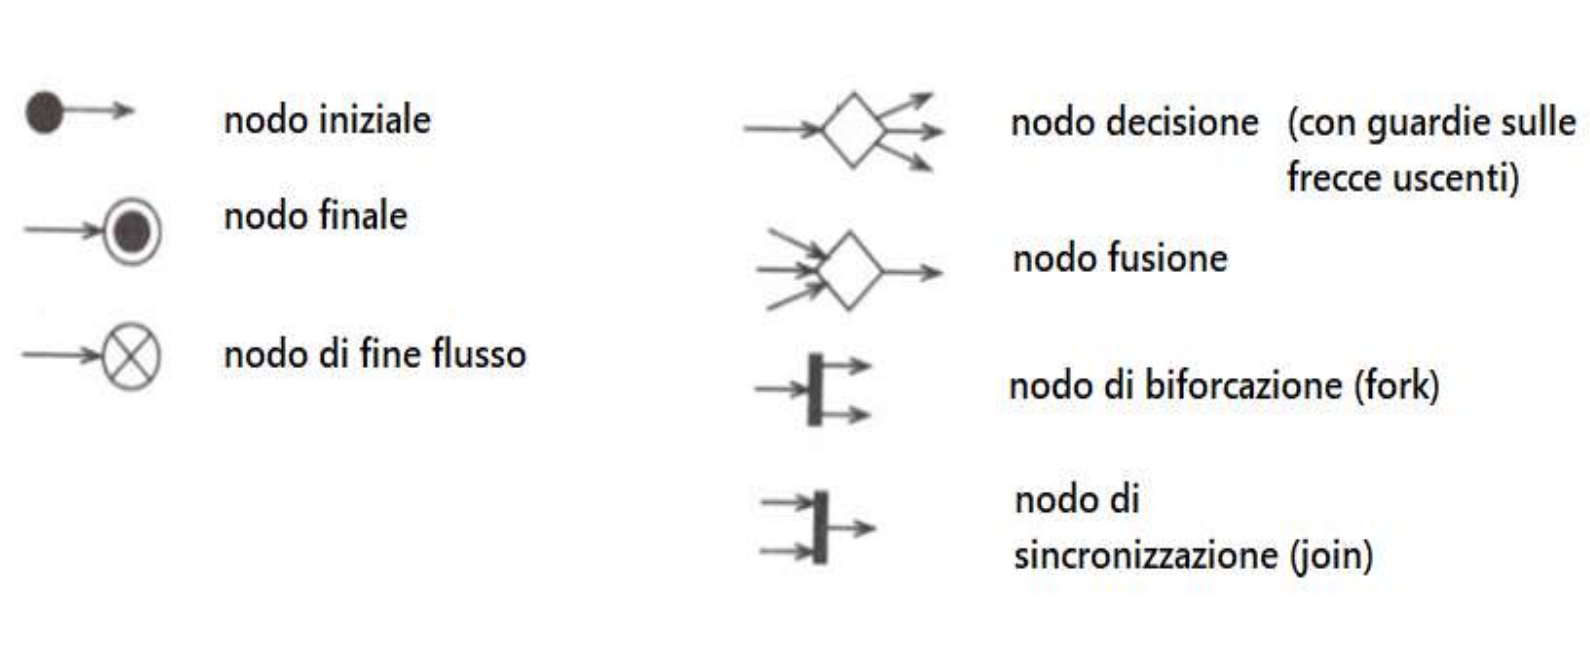 nodo iniziale
nodo finale
nodo di fine flusso
nodo decisione (con guardie sulle
frecce uscenti)
nodo fusione
nodo di biforcazione (fork)
nodo di
sincronizzazione (join)